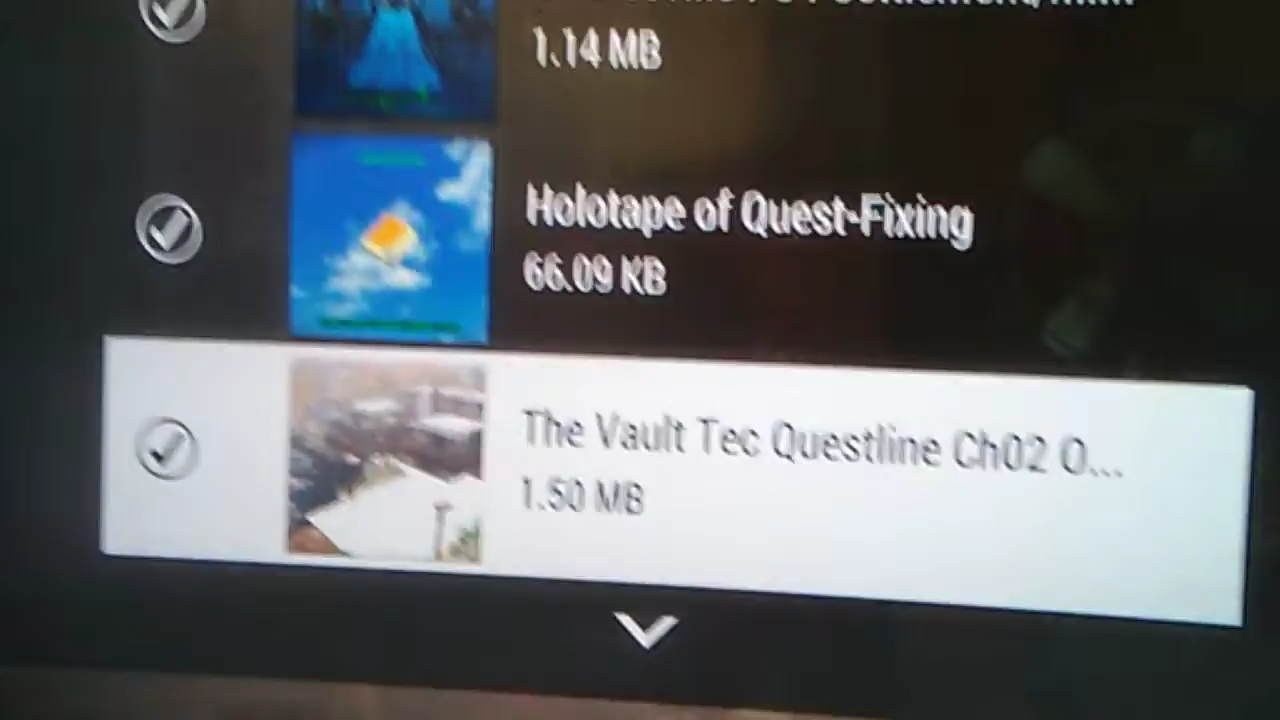 1.14 MB
Holotape of Quest-Fixing
66.09 KB
The Vault Tec Questline Ch02 O...
1.50 MB